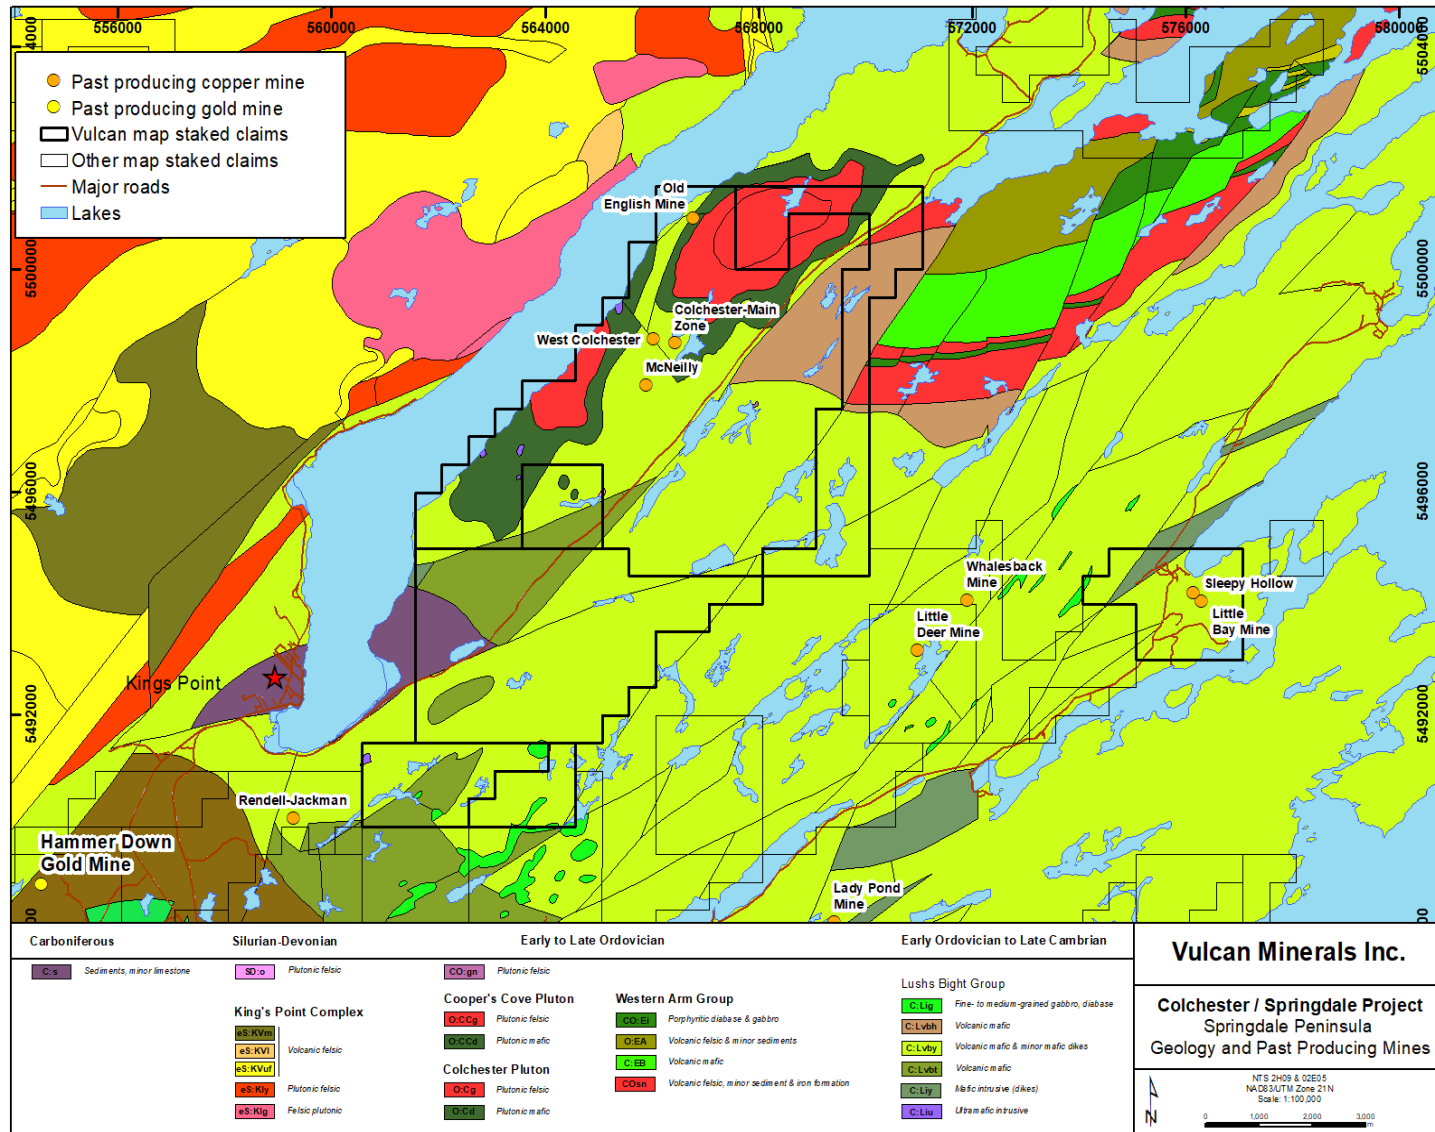 556000
560000
564000
568000
572000
576000
580000
5504000
5500000
5500000
5496000
5496000
5492000
5492000
Past producing copper mine
Past producing gold mine
Vulcan map staked claims
Other map staked claims
Major roads
Lakes
Old
English Mine
Colchester-Main
Zone
West Colchester
McNeilly
Whalesback
Mine
Sleepy Hollow
Little
Bay Mine
Little
Deer Mine
Kings Point
Rendell-Jackman
Hammer Down
Gold Mine
Lady Pond
Mine
Carboniferous
C:s Sediments, minor limestone
Silurian-Devonian
SD:o Plutonic felsic
King's Point Complex
eS:KVm
eS:KVl Volcanic felsic
eS:KVuf
eS:Kly Plutonic felsic
eS:Klg Felsic plutonic
Early to Late Ordovician
CO:gn Plutonic felsic
Cooper's Cove Pluton
O:CCg Plutonic felsic
O:CCd Plutonic mafic
Colchester Pluton
O:Cg Plutonic felsic
O:Cd Plutonic mafic
Western Arm Group
CO:Ei Porphyritic diabase & gabbro
O:EA Volcanic felsic & minor sediments
C:EB Volcanic mafic
COsn Volcanic felsic, minor sediment & iron formation
Early Ordovician to Late Cambrian
Lushs Bight Group
C:Lig Fine- to medium-grained gabbro, diabase
C:Lvbh Volcanic mafic
C:Lvby Volcanic mafic & minor mafic dikes
C:Lvbt Volcanic mafic
C:Liy Mafic intrusive (dikes)
C:Liu Ultramafic intrusive
Vulcan Minerals Inc.
Colchester / Springdale Project
Springdale Peninsula
Geology and Past Producing Mines
N
NTS 2H09 & 02E05
NAD83/UTM Zone 21N
Scale: 1:100,000
0 1,000 2,000 3,000
m